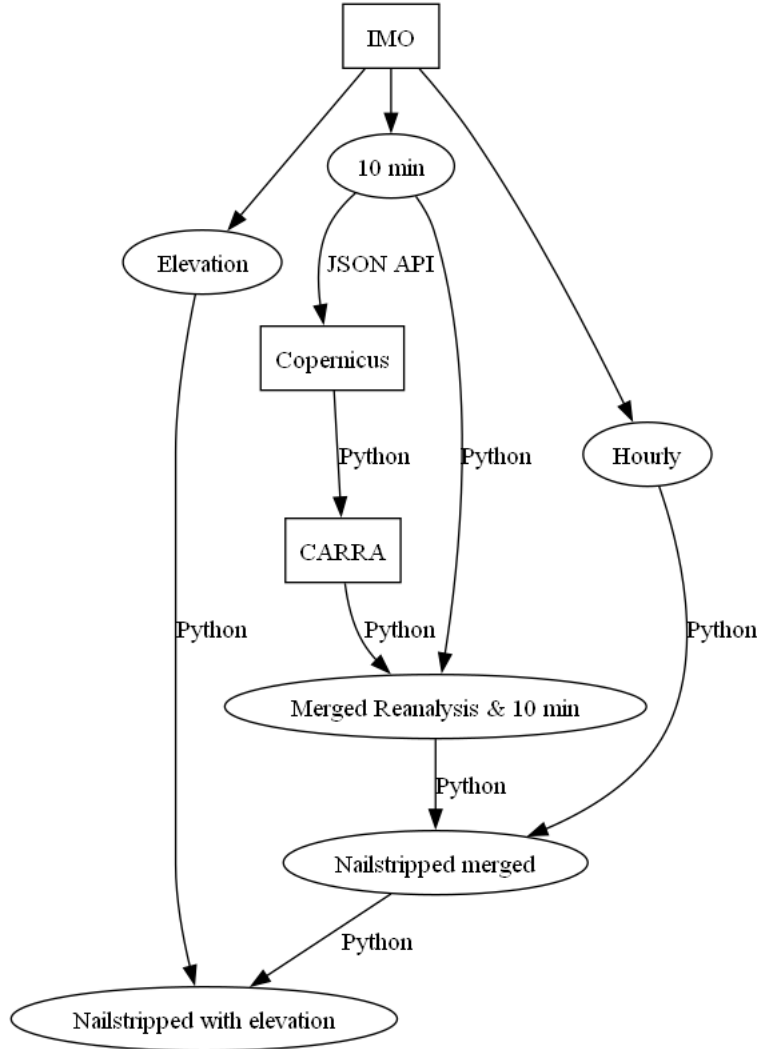 IMO
10 min
Elevation
JSON API
Copernicus
Python
Python
Hourly
CARRA
Python
Python
Python
Merged Reanalysis & 10 min
Python
Nailstripped merged
Python
Nailstripped with elevation